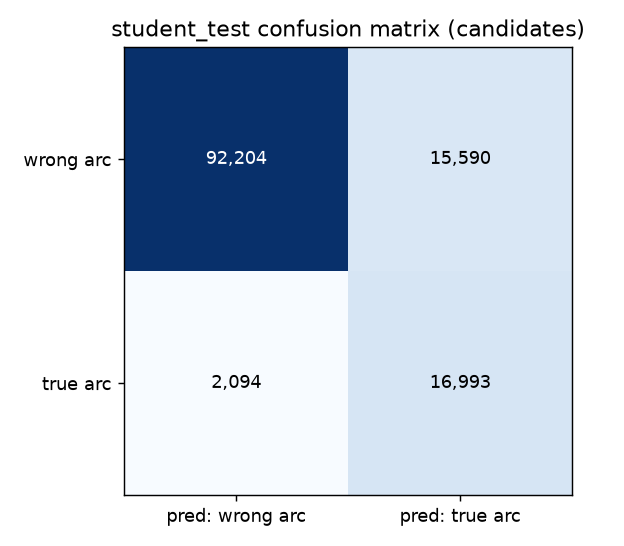 student_test confusion matrix (candidates)
wrong arc
92,204
15,590
true arc
2,094
16,993
pred: wrong arc
pred: true arc